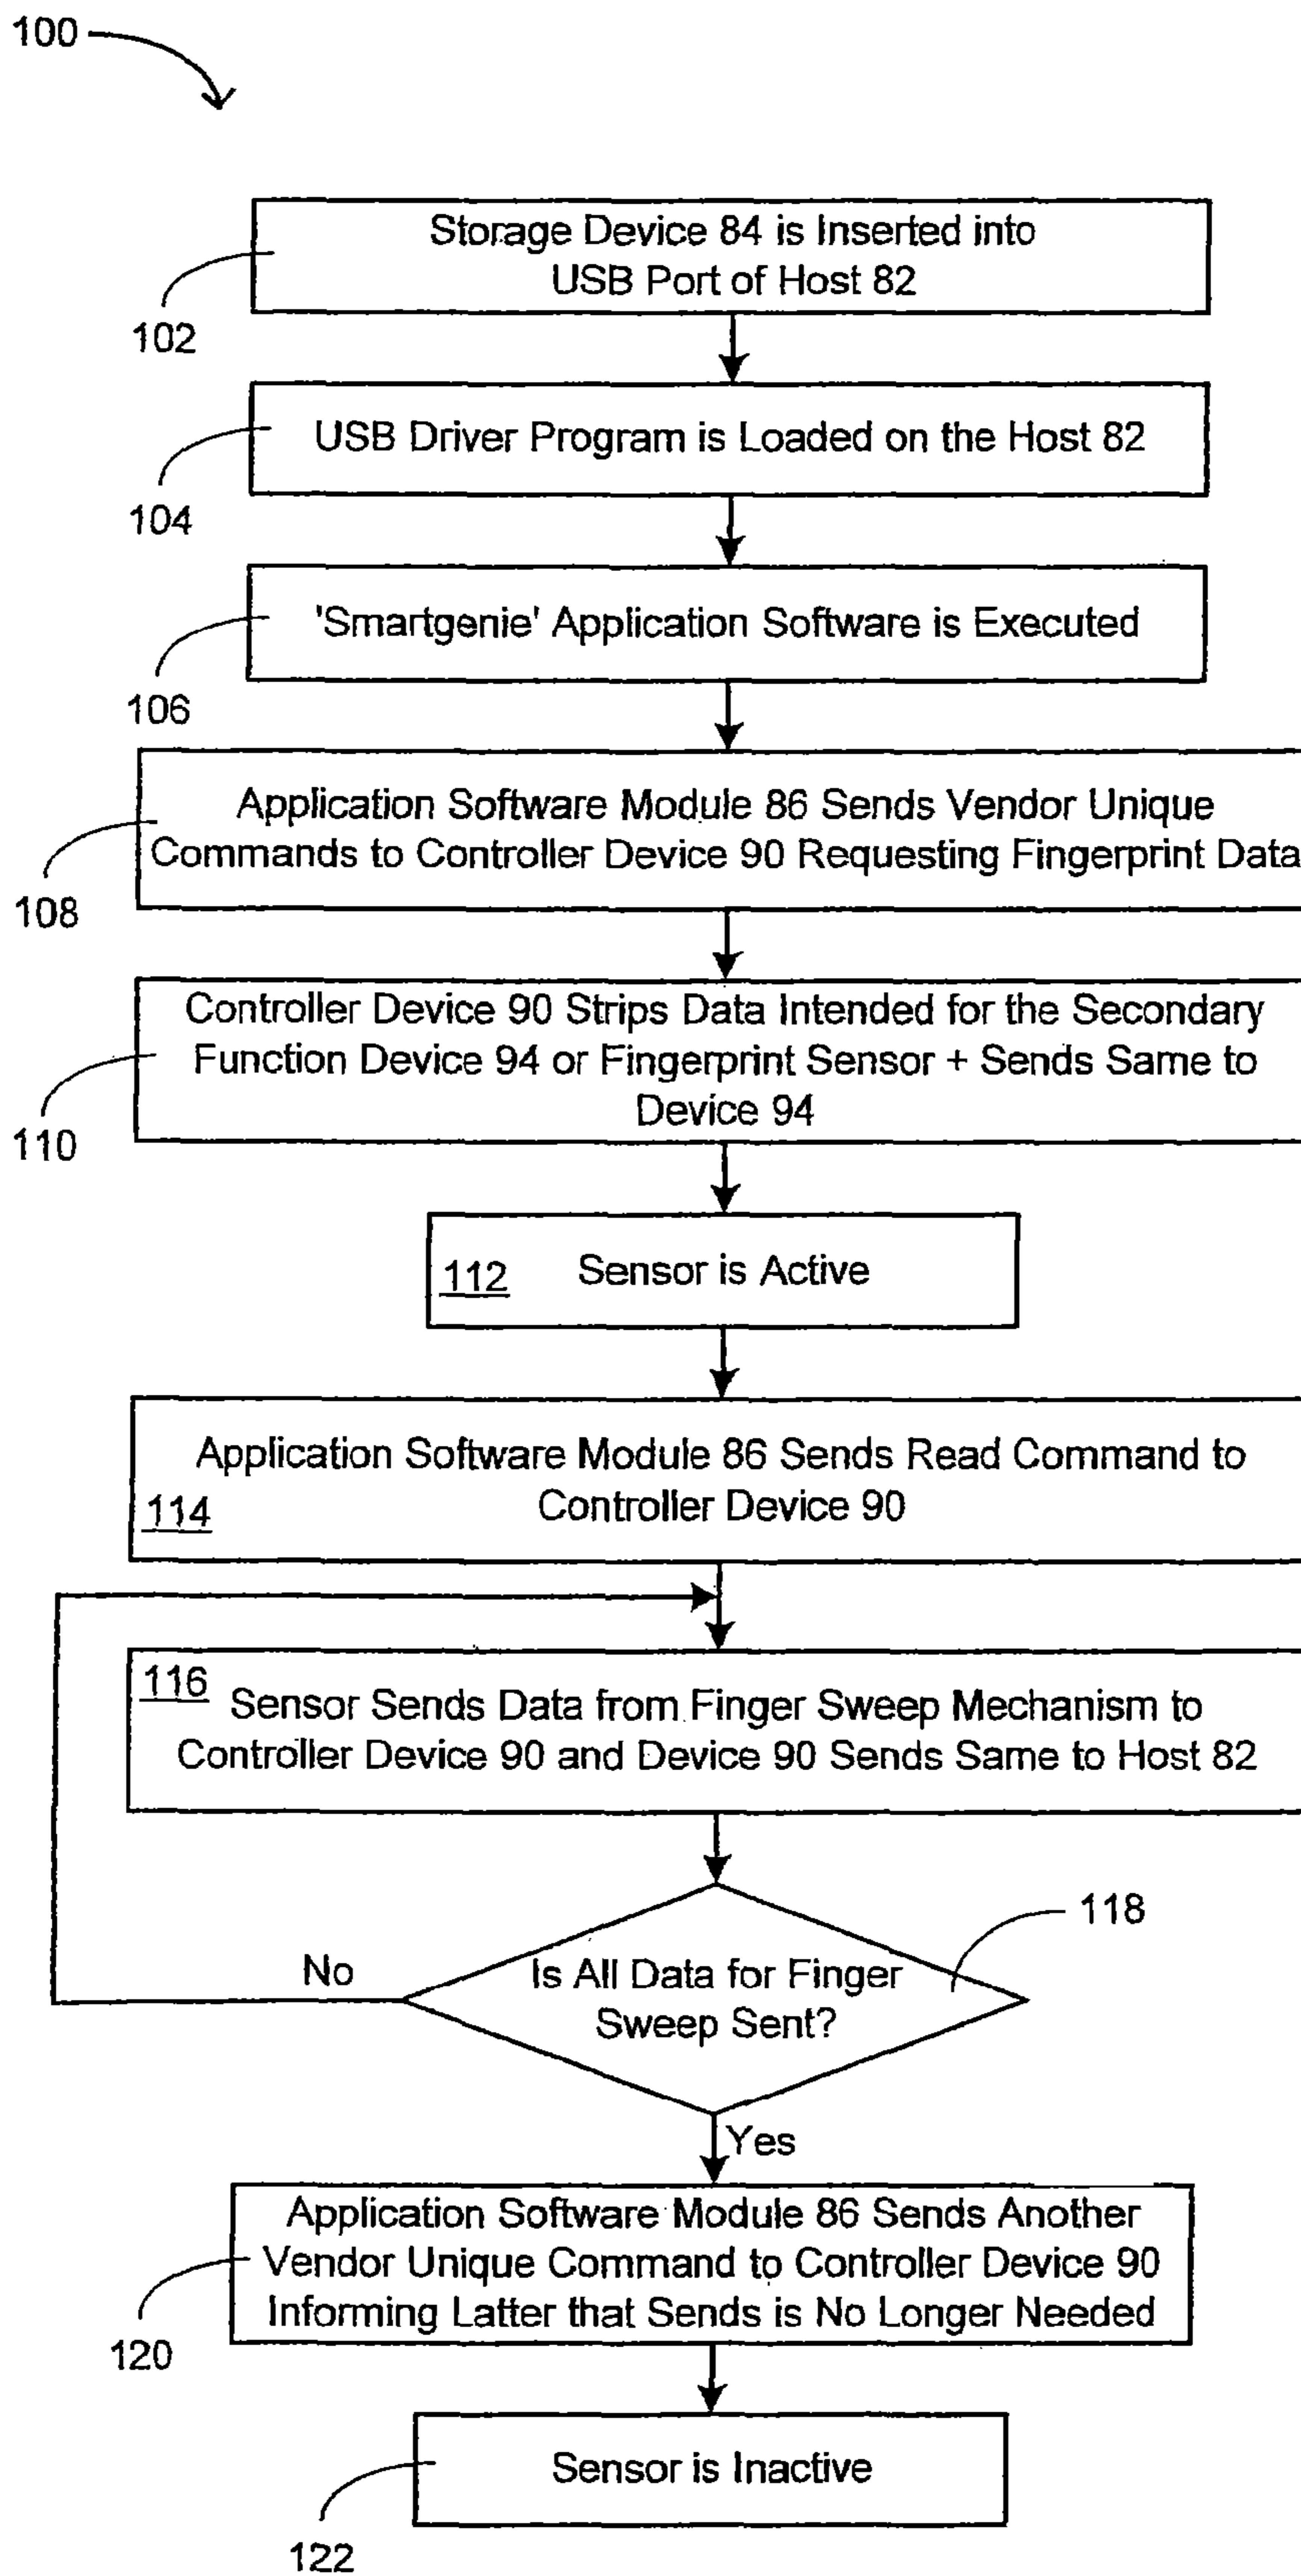 100
Storage Device 84 is Inserted into
USB Port of Host 82
102
USB Driver Program is Loaded on the Host 82
104
'Smartgenie' Application Software is Executed
106
Application Software Module 86 Sends Vendor Unique
Commands to Controller Device 90 Requesting Fingerprint Data
108
Controller Device 90 Strips Data Intended for the Secondary
Function Device 94 or Fingerprint Sensor + Sends Same to
Device 94
110
112 Sensor is Active
Application Software Module 86 Sends Read Command to
Controller Device 90
114
116
Sensor Sends Data from Finger Sweep Mechanism to
Controller Device 90 and Device 90 Sends Same to Host 82
118
No
Is All Data for Finger
Sweep Sent?
Yes
Application Software Module 86 Sends Another
Vendor Unique Command to Controller Device 90
Informing Latter that Sends is No Longer Needed
120
Sensor is Inactive
122